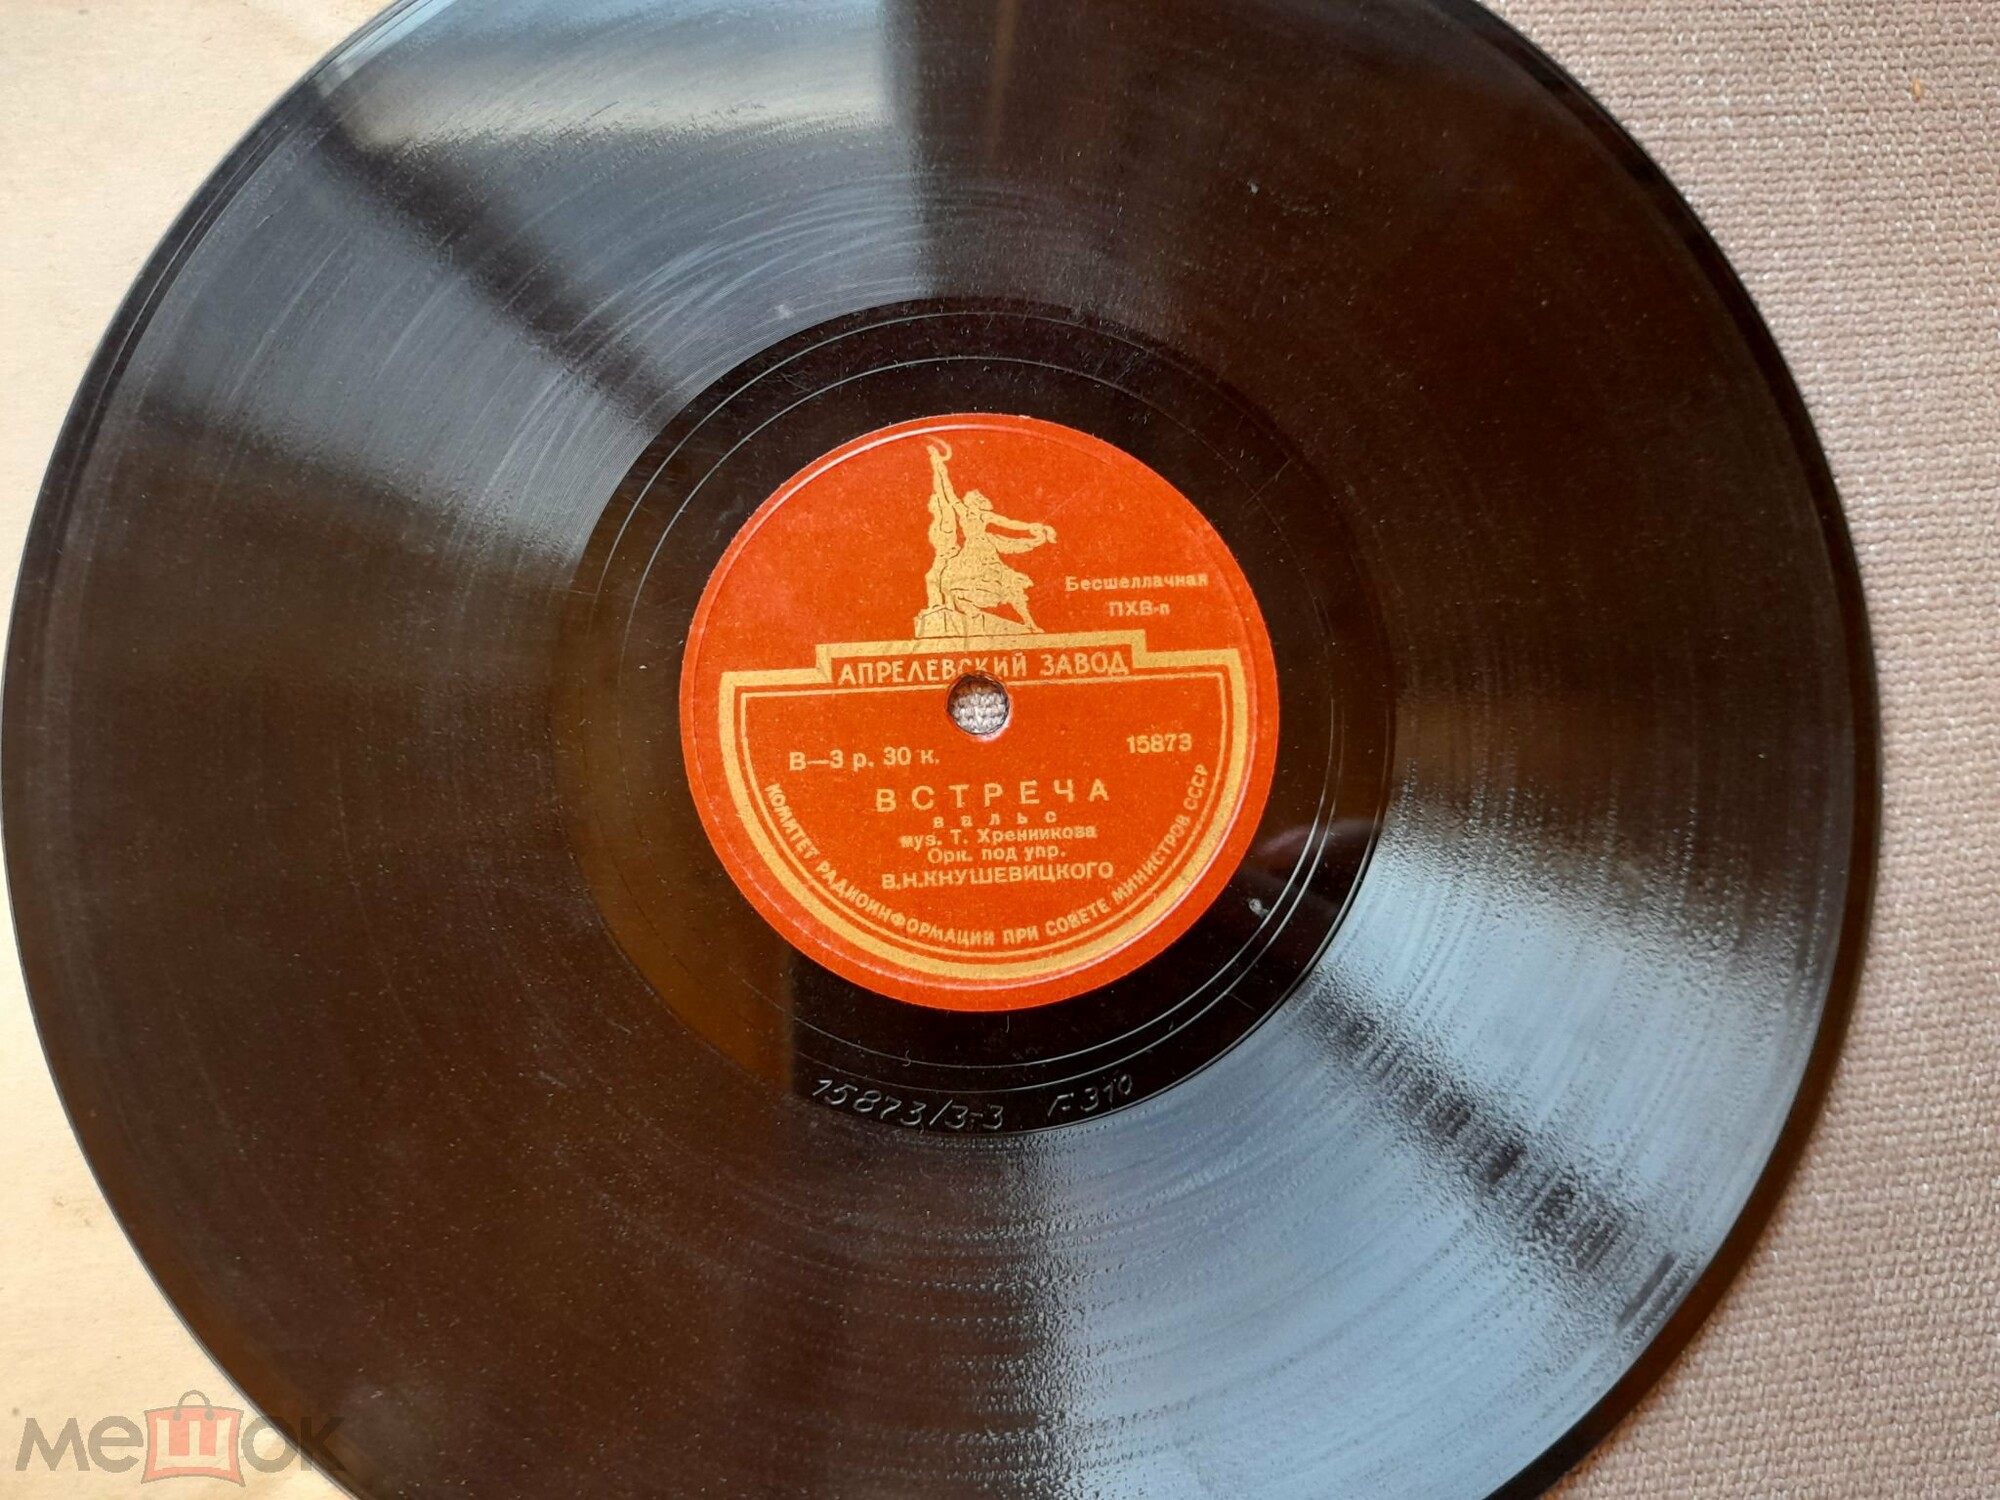 Бесшеллачная
ПХВ-п
АПРЕЛЕВСКИЙ ЗАВОД
В—3 р. 30 к.
15873
ВСТРЕЧА
вальс
муз. Т. Хренникова
Орк. под упр.
В.Н.КНУШЕВИЦКОГО
КОМИТЕТ РАДИОИНФОРМАЦИИ ПРИ СОВЕТЕ МИНИСТРОВ СССР
15873/3-3 Г 310
мешок